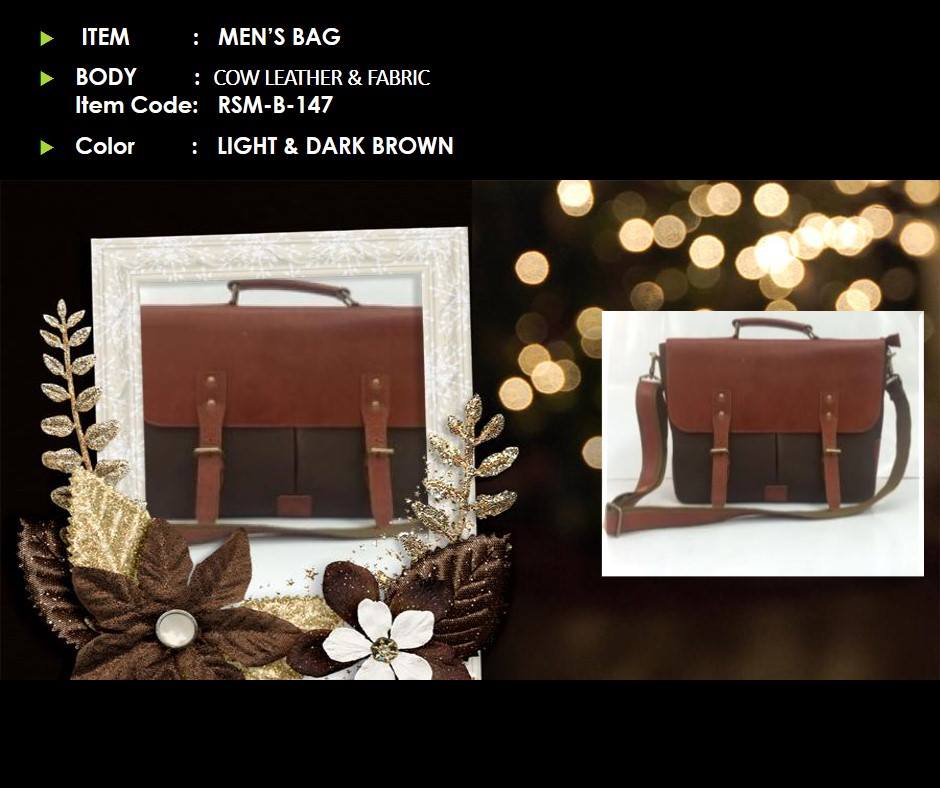 ITEM : MEN'S BAG
BODY : COW LEATHER & FABRIC
Item Code: RSM-B-147
Color : LIGHT & DARK BROWN